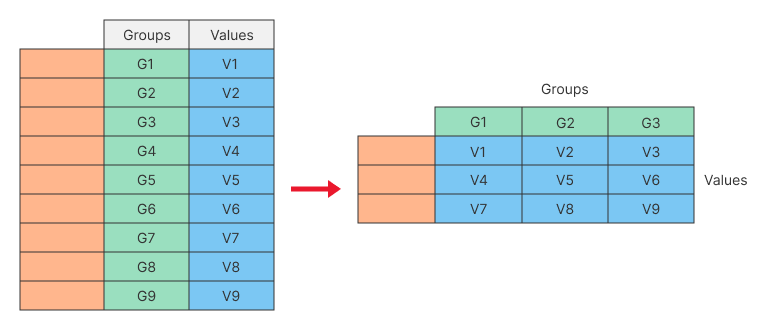 Groups Values
G1 V1
G2 V2
G3 V3
G4 V4
G5 V5
G6 V6
G7 V7
G8 V8
G9 V9
Groups
G1 G2 G3
V1 V2 V3
V4 V5 V6
V7 V8 V9
Values